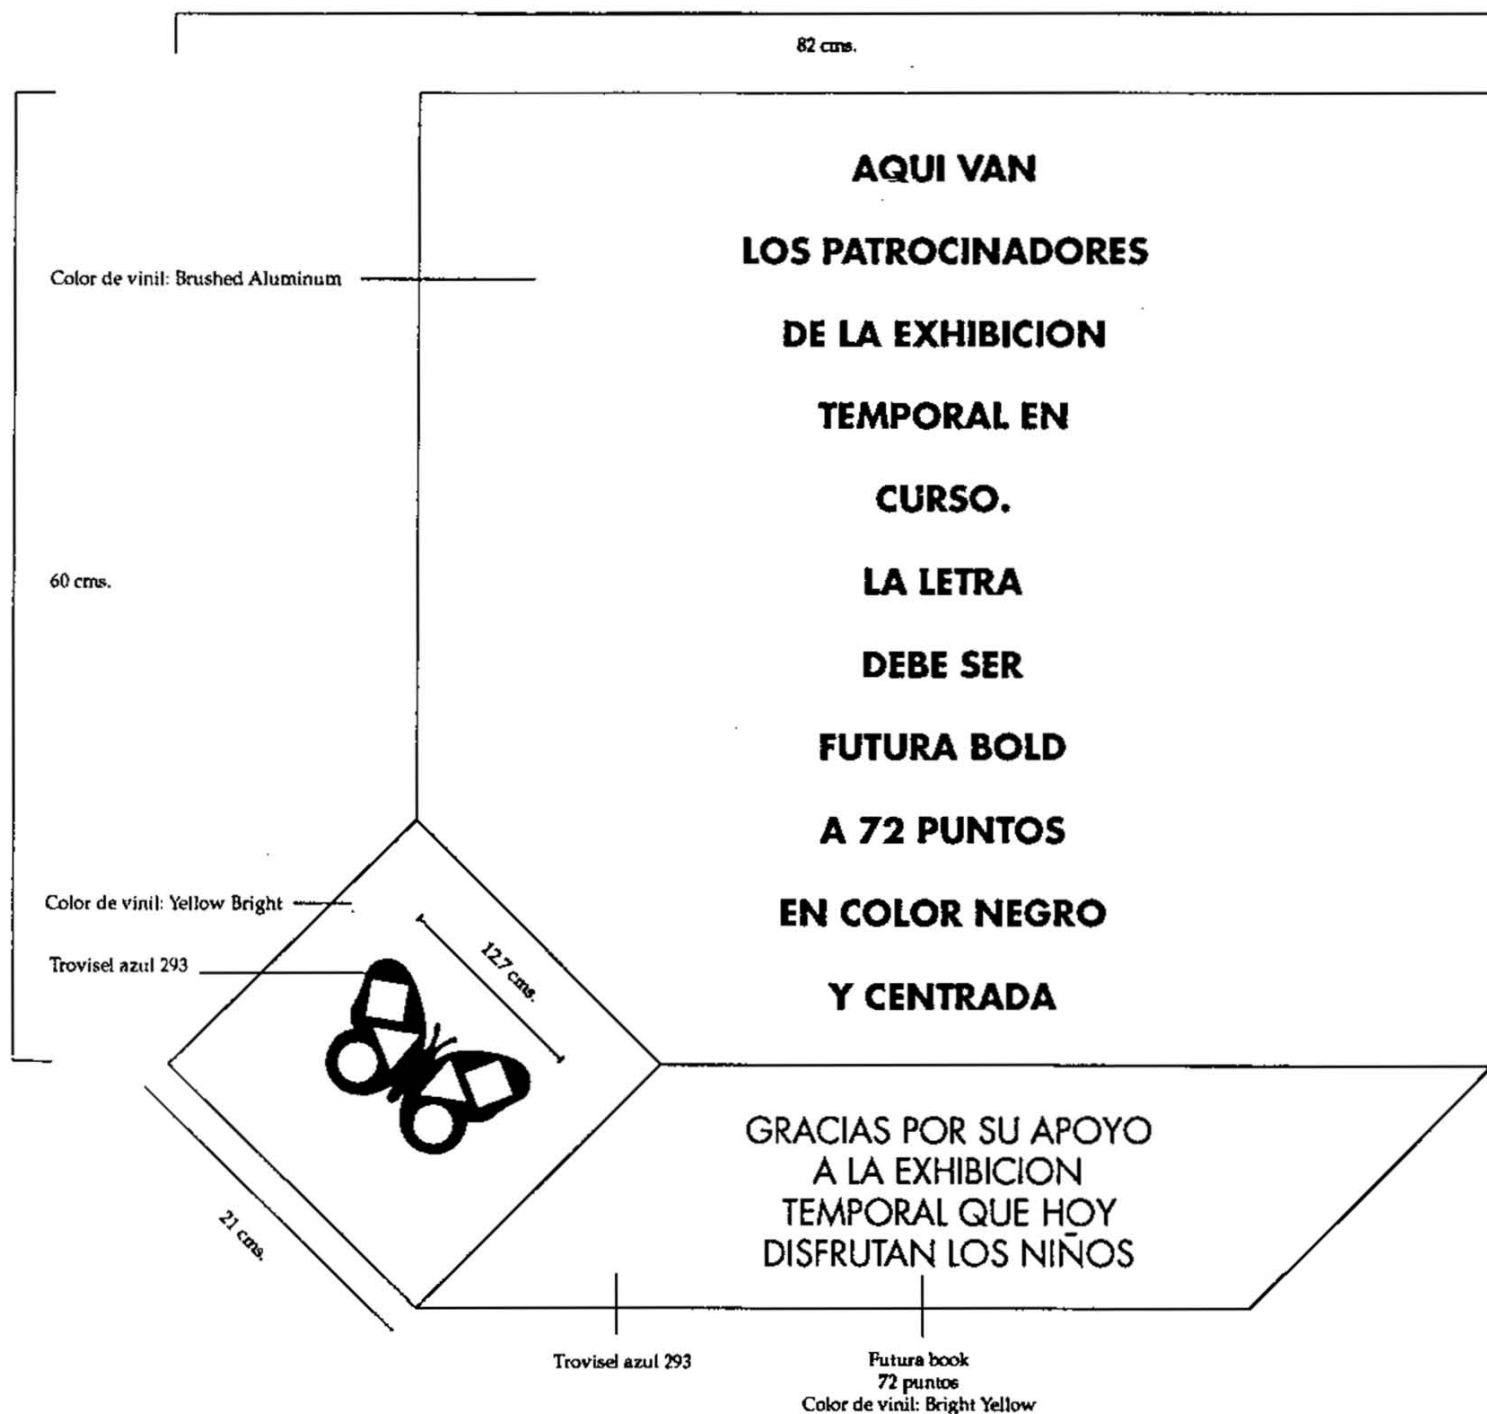 82 cms.
AQUI VAN
LOS PATROCINADORES
Color de vinil: Brushed Aluminum
DE LA EXHIBICION
TEMPORAL EN
CURSO.
LA LETRA
60 cms.
DEBE SER
FUTURA BOLD
A 72 PUNTOS
Color de vinil: Yellow Bright
EN COLOR NEGRO
Trovisel azul 293
12.7 cms.
Y CENTRADA
21 cms.
GRACIAS POR SU APOYO
A LA EXHIBICION
TEMPORAL QUE HOY
DISFRUTAN LOS NIÑOS
Trovisel azul 293
Futura book
72 puntos
Color de vinil: Bright Yellow